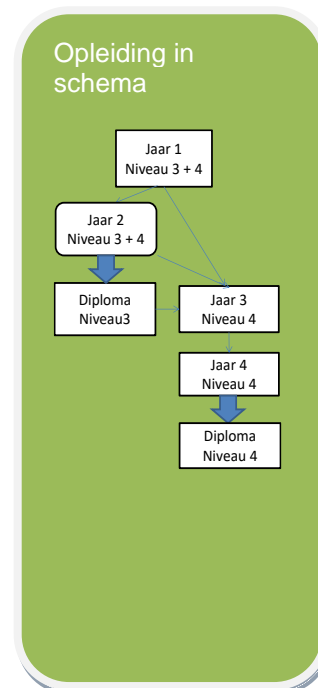 Opleiding in
schema
Jaar 1
Niveau 3 + 4
Jaar 2
Niveau 3 + 4
Diploma
Niveau3
Jaar 3
Niveau 4
Jaar 4
Niveau 4
Diploma
Niveau 4